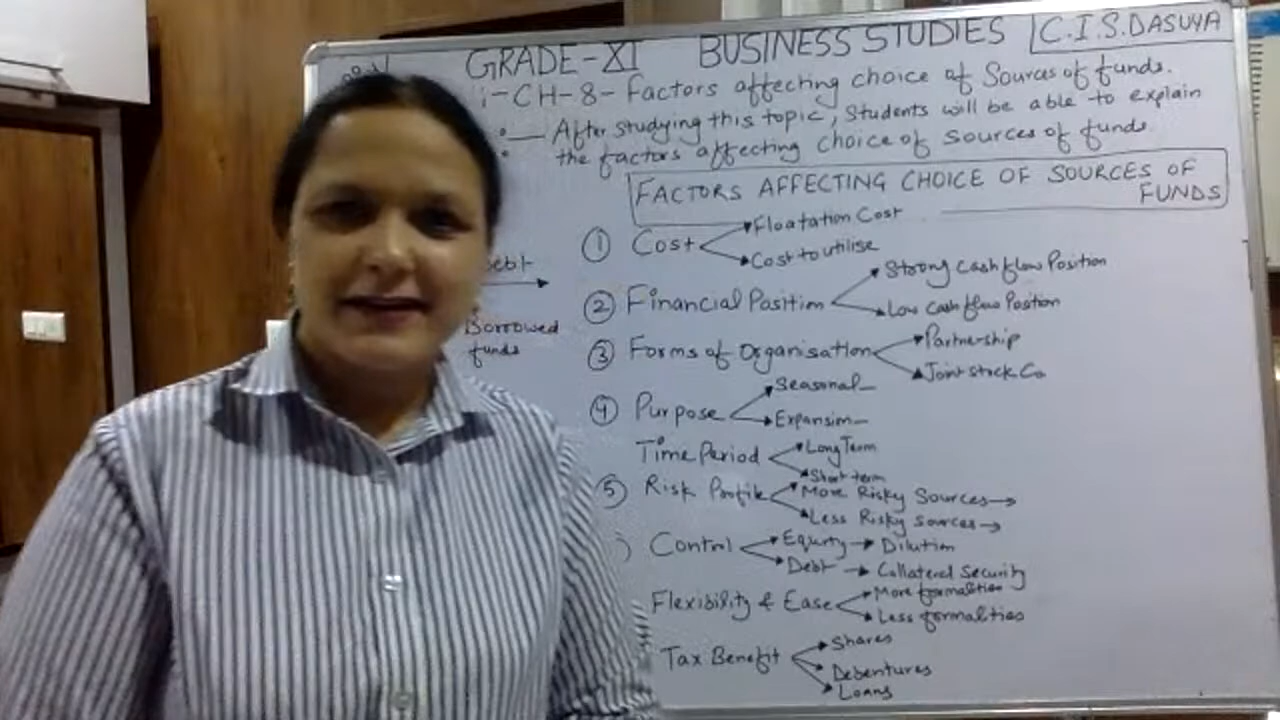 GRADE-XI BUSINESS STUDIES C.I.S. DASUYA
:-CH-8- Factors affecting choice of Sources of funds.
:— After studying this topic, Students will be able to explain
the factors affecting choice of sources of funds.
FACTORS AFFECTING CHOICE OF SOURCES OF
FUNDS
① Cost
Floatation Cost
Cost to utilise
Debt
Borrowed
funds
② Financial Position
Strong Cash flow Position
Low Cash flow Position
③ Forms of Organisation
Partnership
Joint stock Co
④ Purpose
Seasonal
Expansion
Time Period
Long Term
Short term
⑤ Risk Profile
More Risky Sources→
Less Risky Sources→
) Control
Equity → Dilution
Debt → Collateral Security
Flexibility & Ease
More formalities
Less formalities
Tax Benefit
Shares
Debentures
Loans